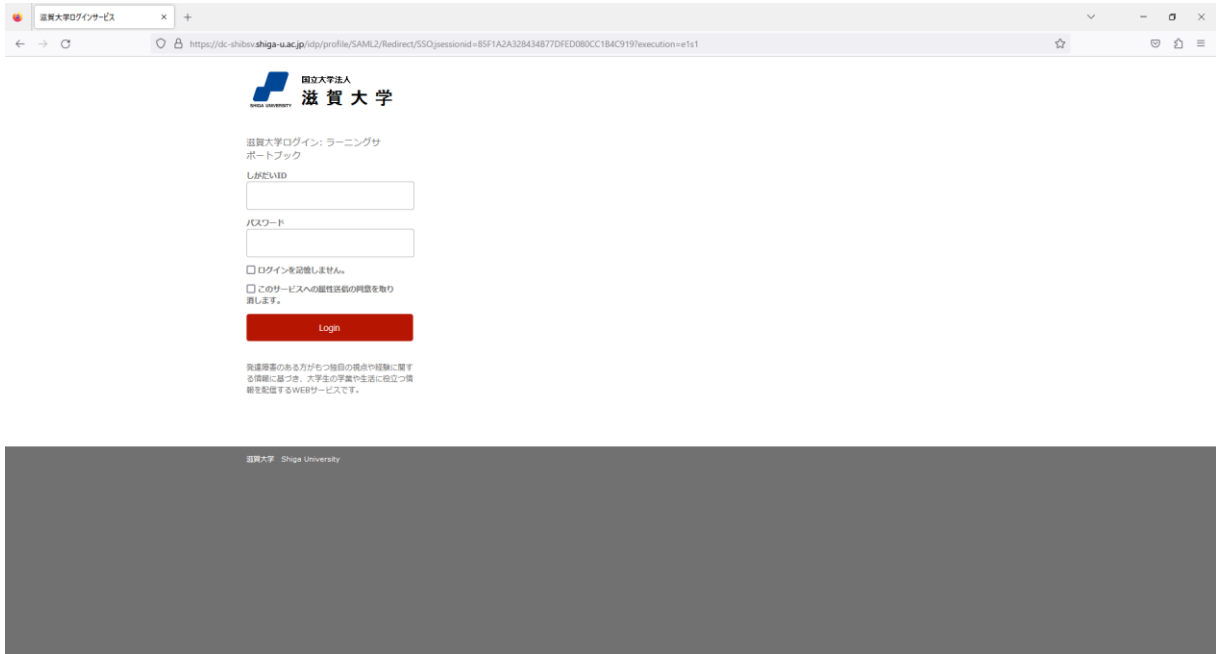 滋賀大学ログインサービス
https://dc-shibsv.shiga-u.ac.jp/idp/profile/SAML2/Redirect/SSO;jsessionid=85F1A2A328434877DFED080CC1B4C919?execution=e1s1
SHIGA UNIVERSITY
国立大学法人
滋賀大学
滋賀大学ログイン: ラーニングサ
ポートブック
しがだいID
パスワード
ログインを記憶しません。
このサービスへの属性送信の同意を取り
消します。
Login
発達障害のある方がもつ独自の視点や経験に関す
る情報に基づき、大学生の学業や生活に役立つ情
報を配信するWEBサービスです。
滋賀大学 Shiga University